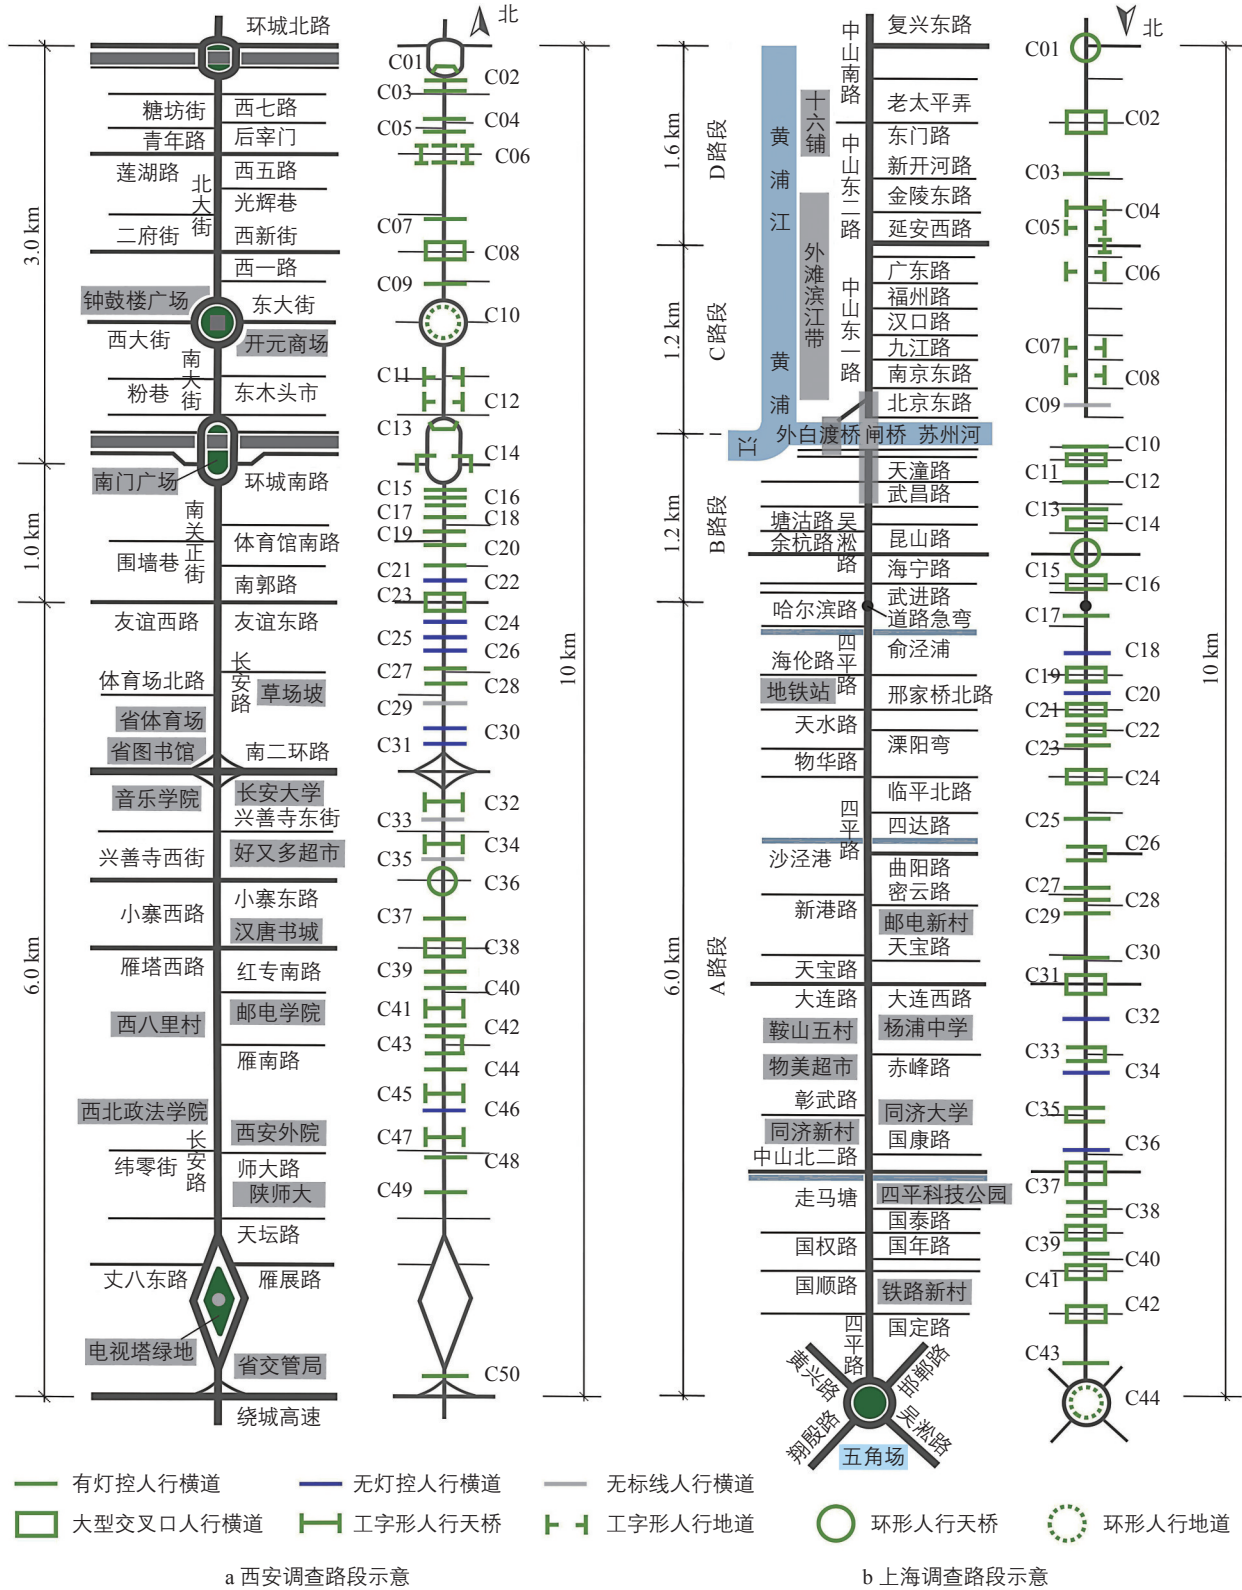 环城北路
北
糖坊街
西七路
青年路
后宰门
莲湖路
西五路
北大街
光辉巷
二府街
西新街
西一路
钟鼓楼广场
东大街
西大街
开元商场
南大街
粉巷
东木头市
南门广场
环城南路
南关正街
体育馆南路
围墙巷
南郭路
友谊西路
友谊东路
长安路
体育场北路
草场坡
省体育场
省图书馆
南二环路
音乐学院
长安大学
兴善寺东街
兴善寺西街
好又多超市
小寨东路
小寨西路
汉唐书城
雁塔西路
红专南路
邮电学院
西八里村
雁南路
西北政法学院
西安外院
长安路
纬零街
师大路
陕师大
天坛路
丈八东路
雁展路
电视塔绿地
省交管局
绕城高速
3.0 km
1.0 km
6.0 km
C01
C02
C03
C04
C05
C06
C07
C08
C09
C10
C11
C12
C13
C14
C15
C16
C17
C18
C19
C20
C21
C22
C23
C24
C25
C26
C27
C28
C29
C30
C31
C32
C33
C34
C35
C36
C37
C38
C39
C40
C41
C42
C43
C44
C45
C46
C47
C48
C49
C50
10 km
1.6 km
D路段
1.2 km
C路段
1.2 km
B路段
6.0 km
A路段
黄浦江
黄浦江
十六铺
外滩滨江带
中山南路
复兴东路
老太平弄
东门路
中山东二路
新开河路
金陵东路
延安西路
广东路
中山东一路
福州路
汉口路
九江路
南京东路
北京东路
外白渡桥
闸桥
苏州河
天潼路
武昌路
塘沽路
吴淞路
余杭路
昆山路
海宁路
武进路
哈尔滨路
道路急弯
四平路
俞泾浦
海伦路
地铁站
邢家桥北路
天水路
溧阳弯
物华路
临平北路
四平路
四达路
沙泾港
曲阳路
密云路
新港路
邮电新村
天宝路
天宝路
大连路
大连西路
鞍山五村
杨浦中学
物美超市
赤峰路
彰武路
同济大学
同济新村
国康路
中山北二路
走马塘
四平科技公园
国泰路
国权路
国年路
国顺路
铁路新村
四平路
国定路
黄兴路
邯郸路
翔殷路
吴淞路
五角场
北
C01
C02
C03
C04
C05
C06
C07
C08
C09
C10
C11
C12
C13
C14
C15
C16
C17
C18
C19
C20
C21
C22
C23
C24
C25
C26
C27
C28
C29
C30
C31
C32
C33
C34
C35
C36
C37
C38
C39
C40
C41
C42
C43
C44
10 km
有灯控人行横道
无灯控人行横道
无标线人行横道
大型交叉口人行横道
工字形人行天桥
工字形人行地道
环形人行天桥
环形人行地道
a 西安调查路段示意
b 上海调查路段示意